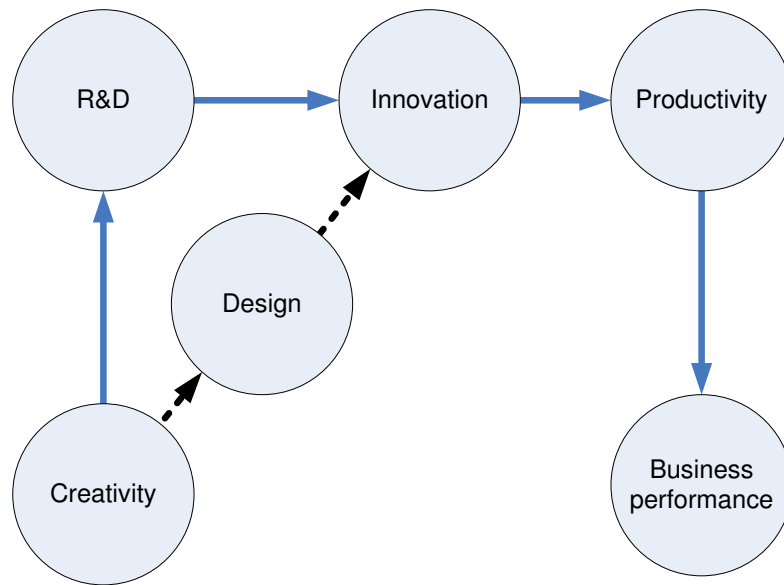 R&D
Innovation
Productivity
Design
Creativity
Business
performance